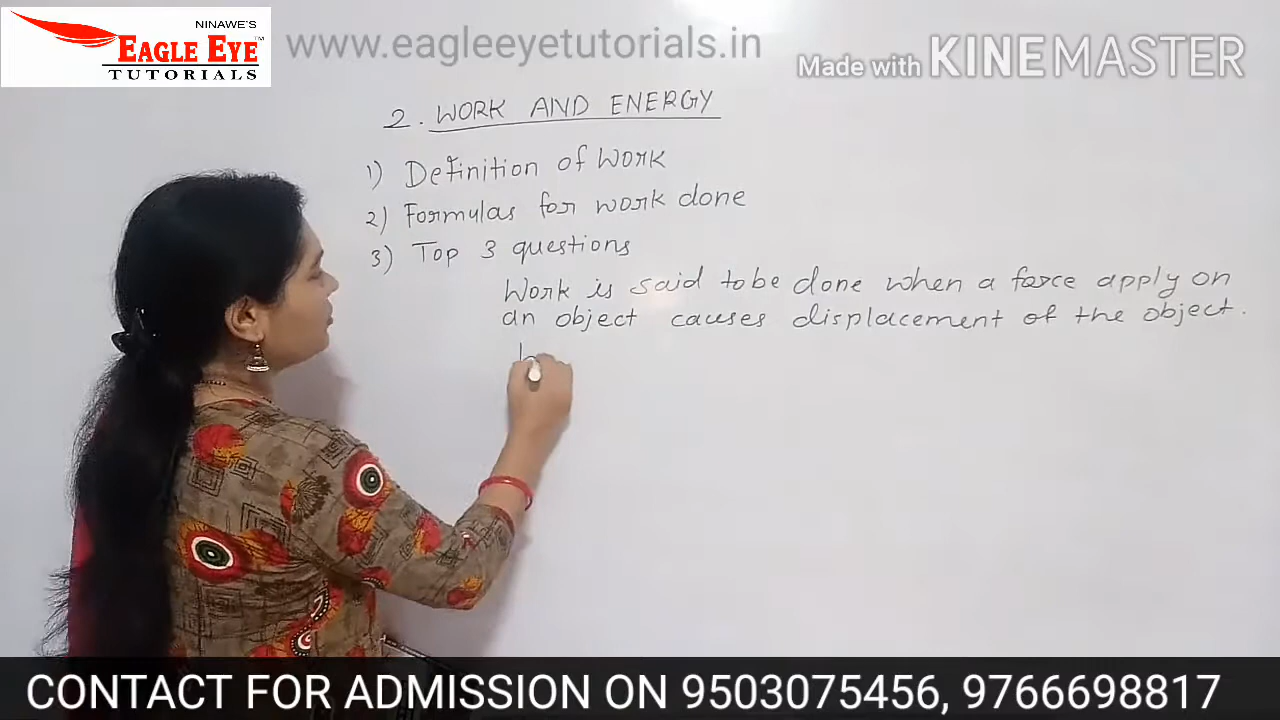 NINAWE'S
EAGLE EYE™
TUTORIALS
www.eagleeyetutorials.in
Made with KINEMASTER
2. WORK AND ENERGY
1) Definition of Work
2) Formulas for work done
3) Top 3 questions
Work is said to be done when a force apply on
an object causes displacement of the object.
CONTACT FOR ADMISSION ON 9503075456, 9766698817